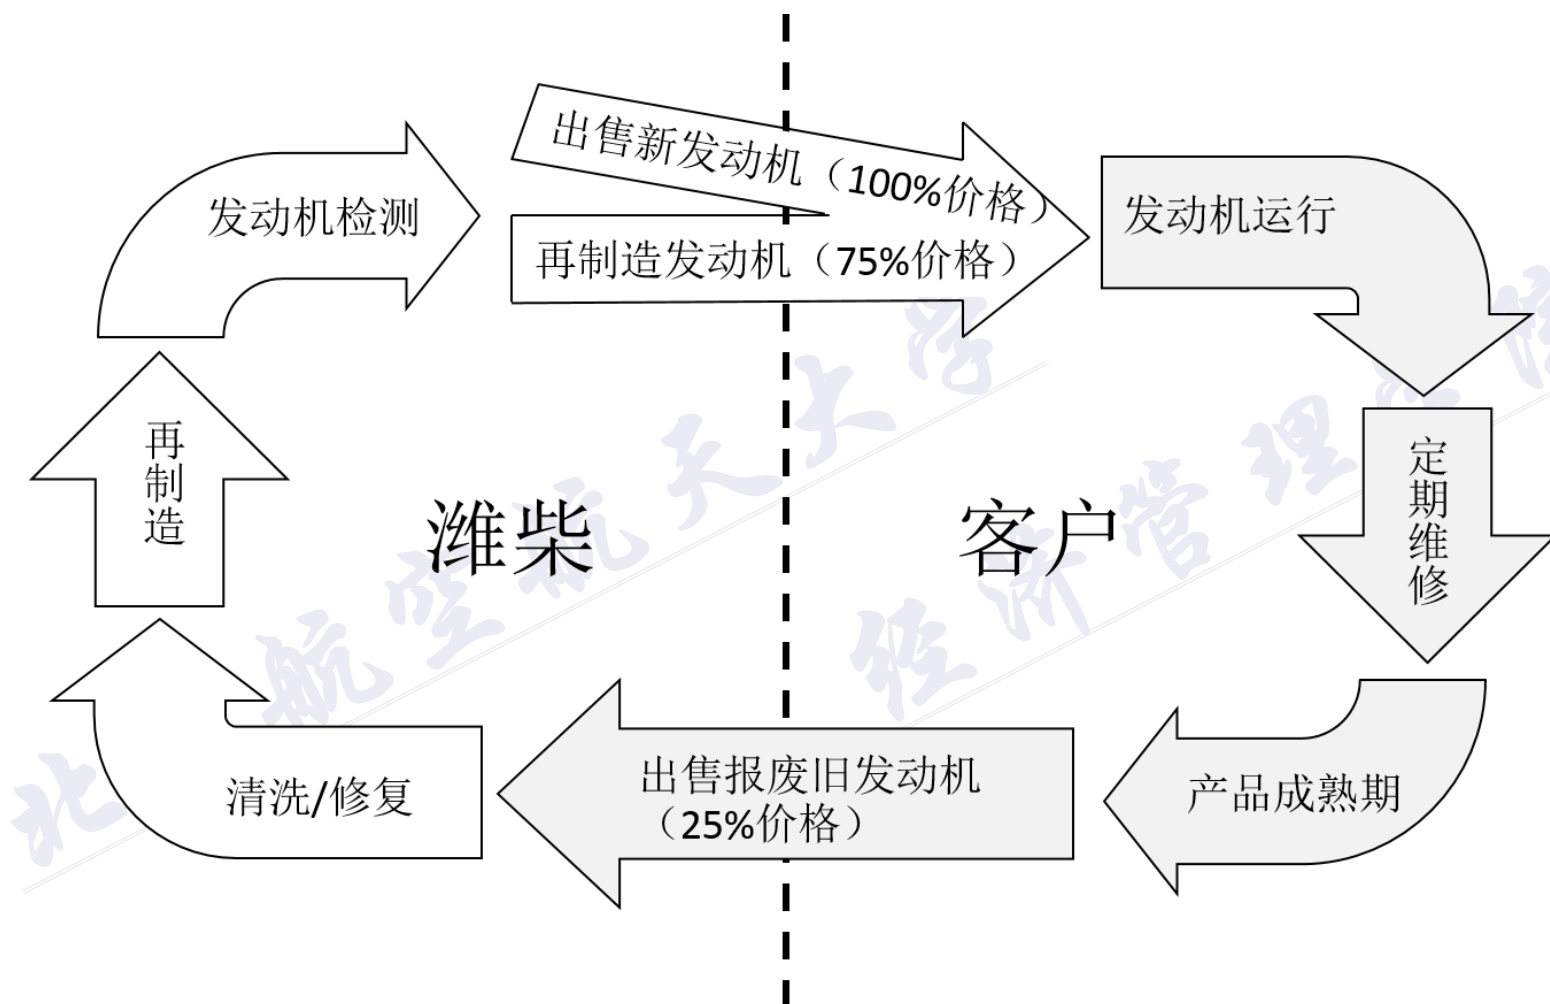 出售新发动机（100%价格）
发动机检测
再制造发动机（75%价格）
发动机运行
再制造
潍柴
客户
定期维修
清洗/修复
出售报废旧发动机
（25%价格）
产品成熟期
北
航空航天大学
经济管理学院